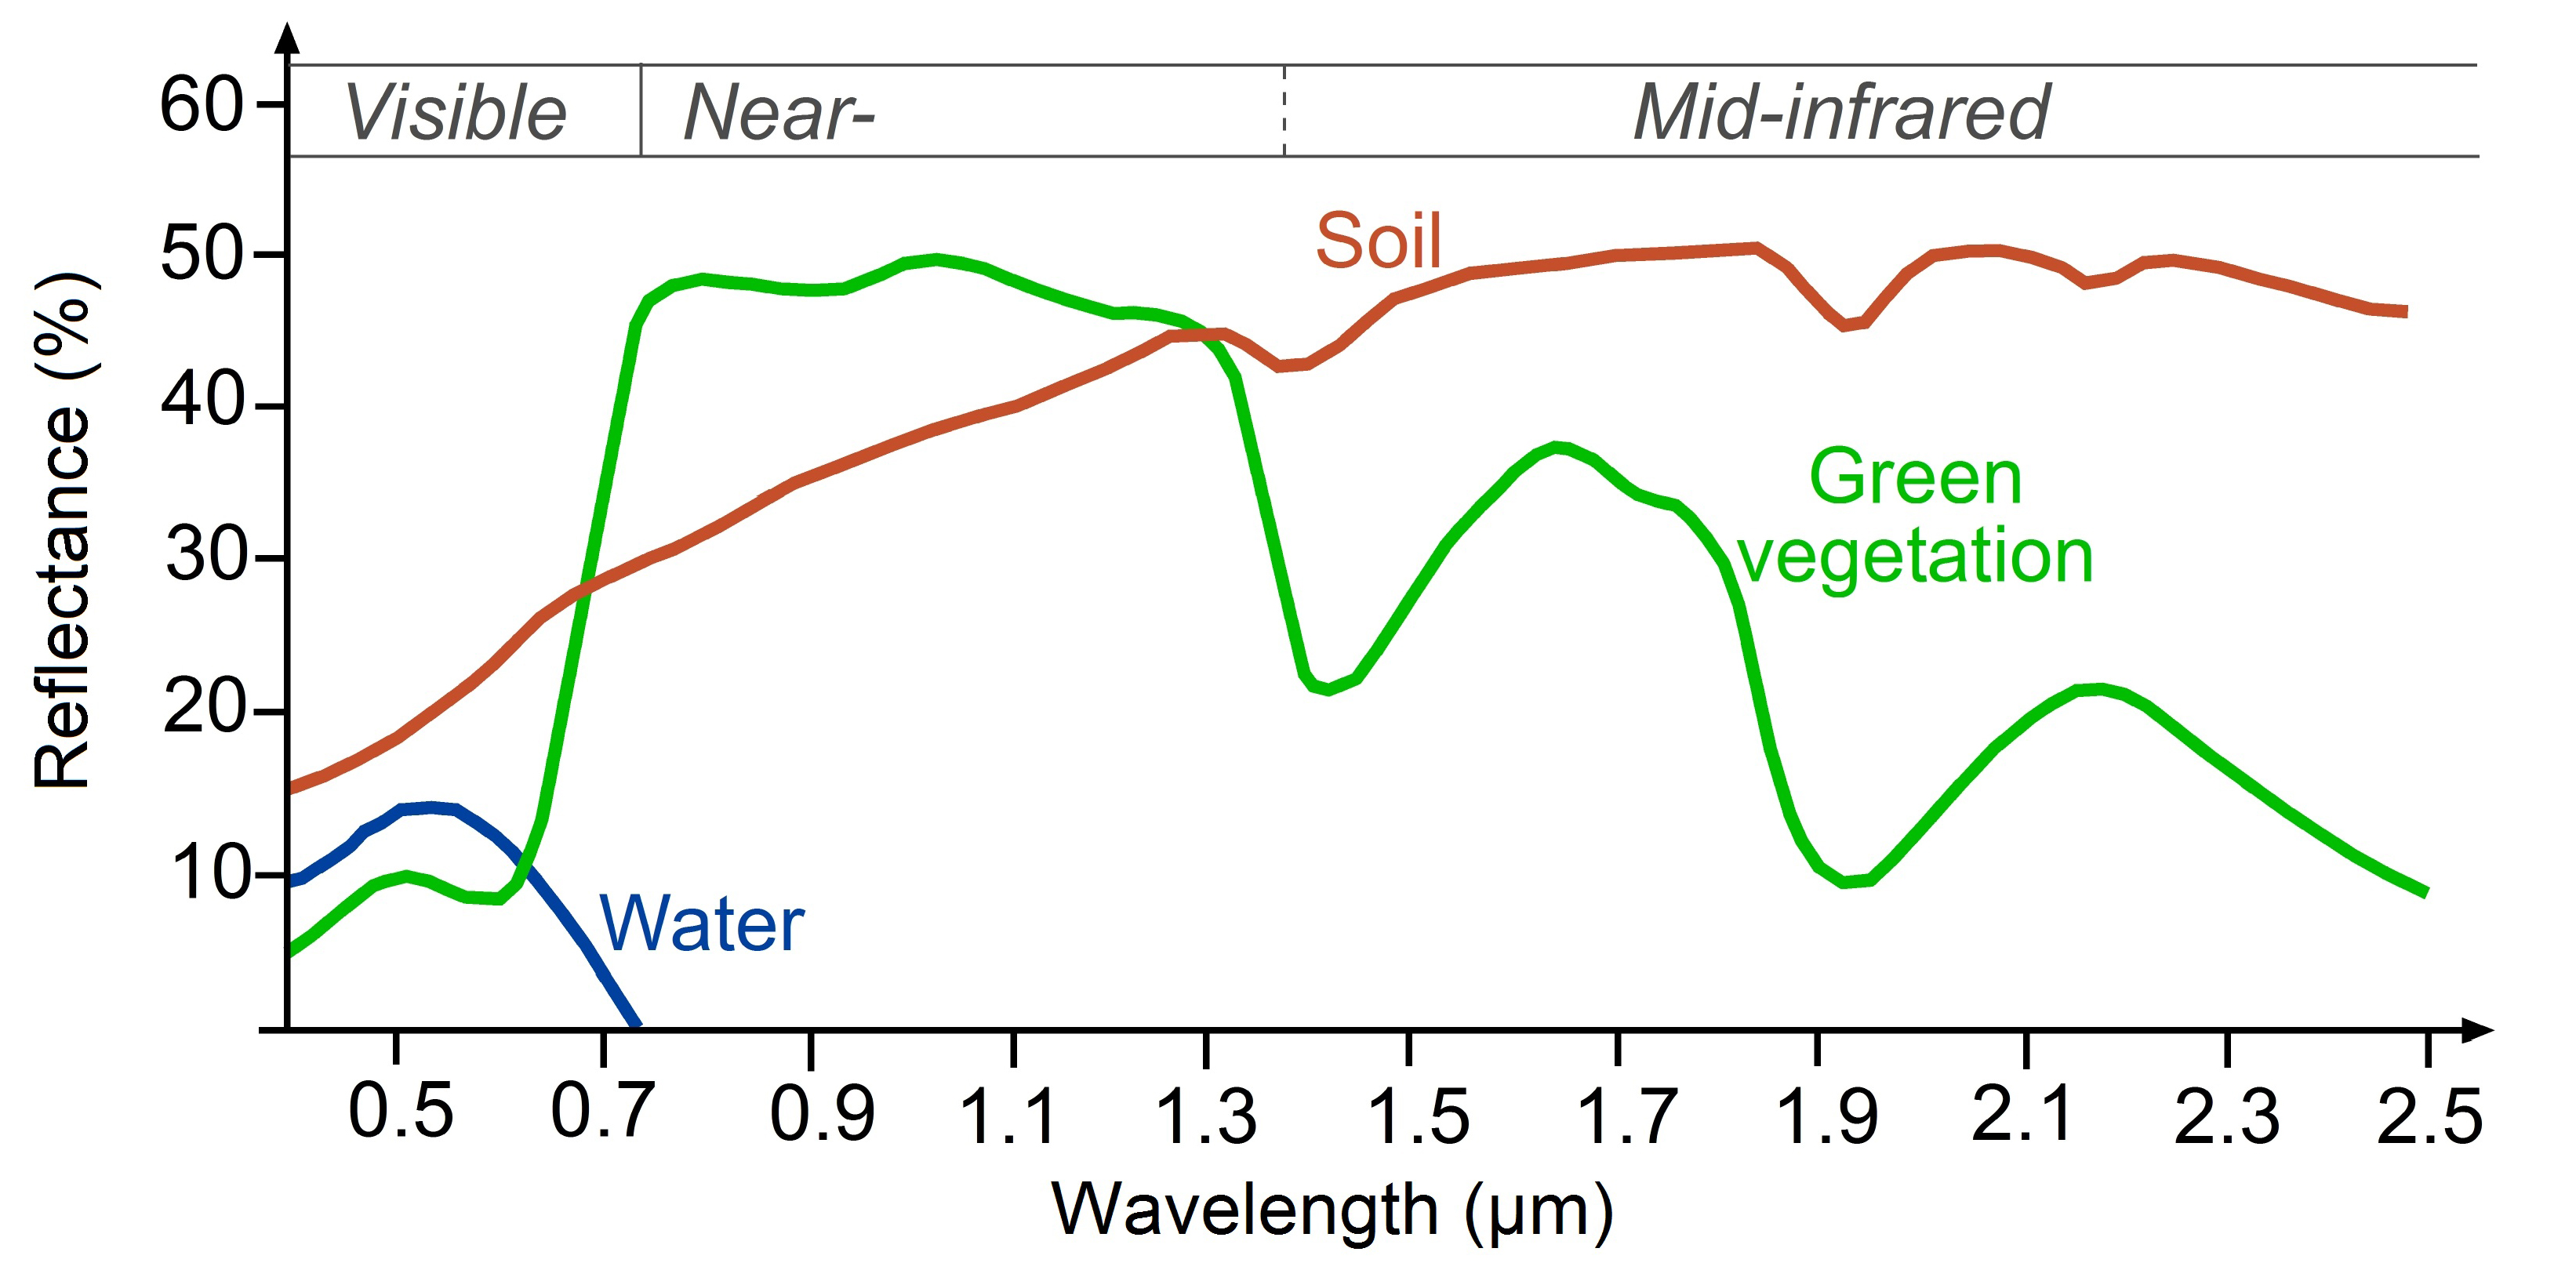 Visible Near- Mid-infrared
60
50
40
30
20
10
Reflectance (%)
Soil
Green
vegetation
Water
0.5 0.7 0.9 1.1 1.3 1.5 1.7 1.9 2.1 2.3 2.5
Wavelength (µm)